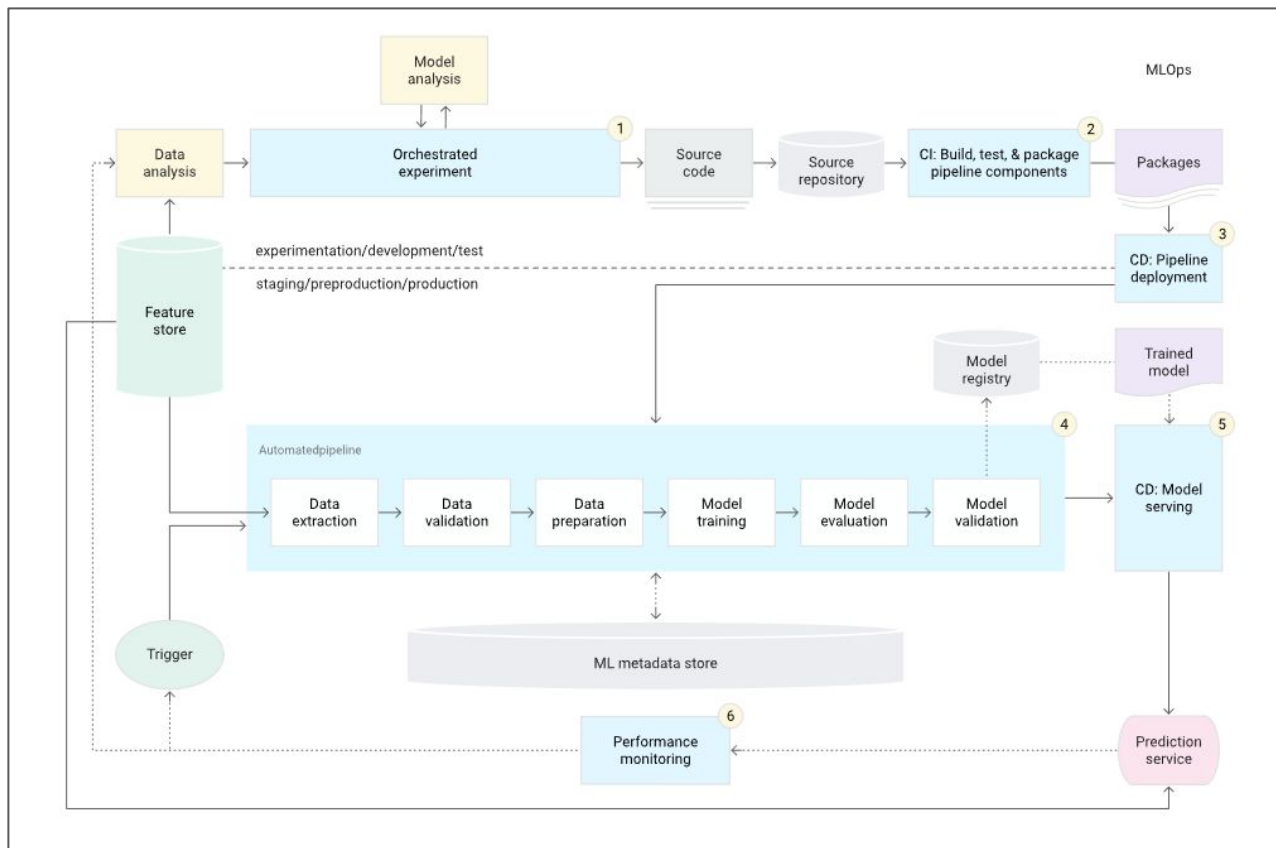 Model
analysis
MLOps
1
2
Data
analysis
Orchestrated
experiment
Source
code
Source
repository
CI: Build, test, & package
pipeline components
Packages
3
experimentation/development/test
CD: Pipeline
deployment
staging/preproduction/production
Feature
store
Model
registry
Trained
model
4
5
Automatedpipeline
Data
extraction
Data
validation
Data
preparation
Model
training
Model
evaluation
Model
validation
CD: Model
serving
Trigger
ML metadata store
6
Performance
monitoring
Prediction
service